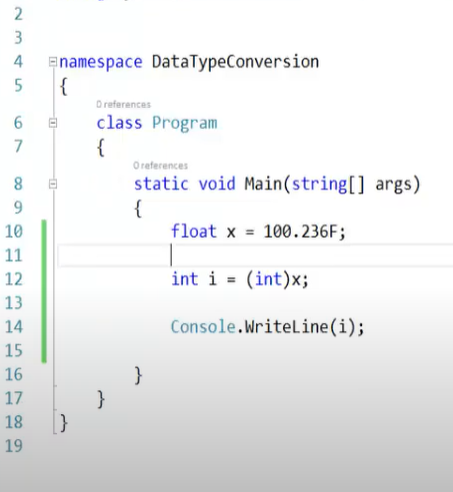 2
3
4 namespace DataTypeConversion
5 {
0 references
6 class Program
7 {
0 references
8 static void Main(string[] args)
9 {
10 float x = 100.236F;
11
12 int i = (int)x;
13
14 Console.WriteLine(i);
15
16 }
17 }
18 }
19